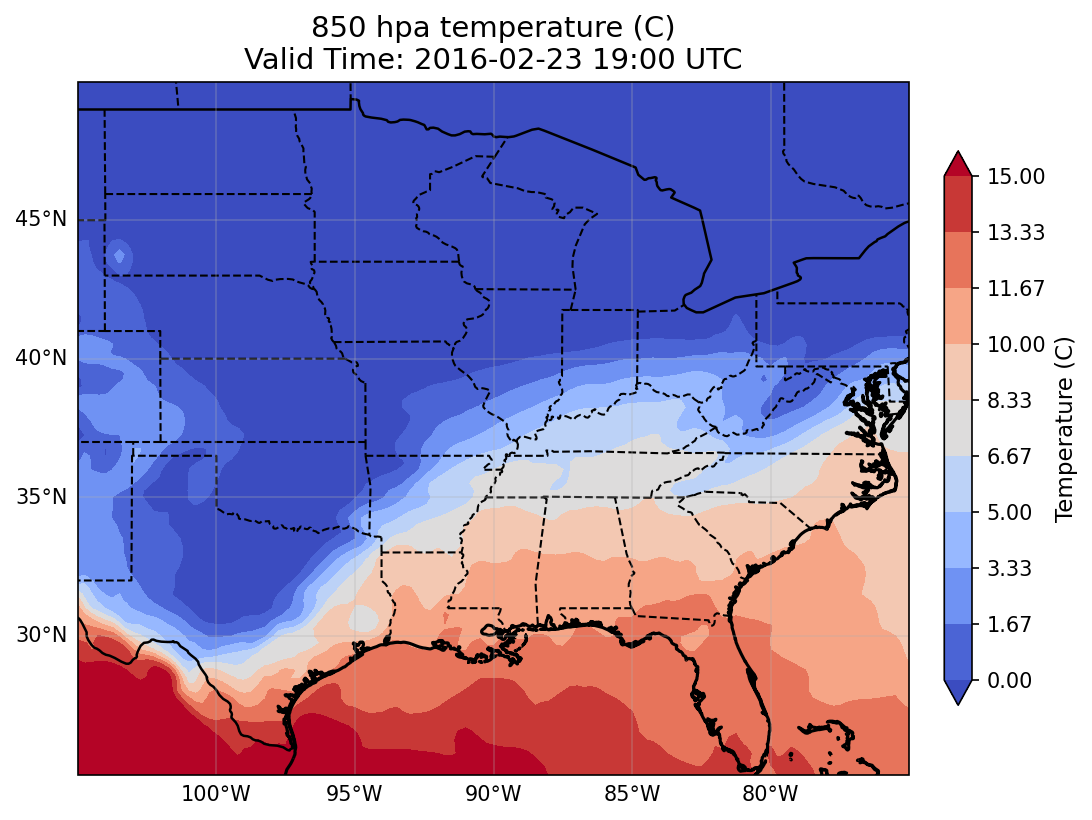 850 hpa temperature (C)
Valid Time: 2016-02-23 19:00 UTC
45°N
40°N
35°N
30°N
100°W
95°W
90°W
85°W
80°W
15.00
13.33
11.67
10.00
8.33
6.67
5.00
3.33
1.67
0.00
Temperature (C)